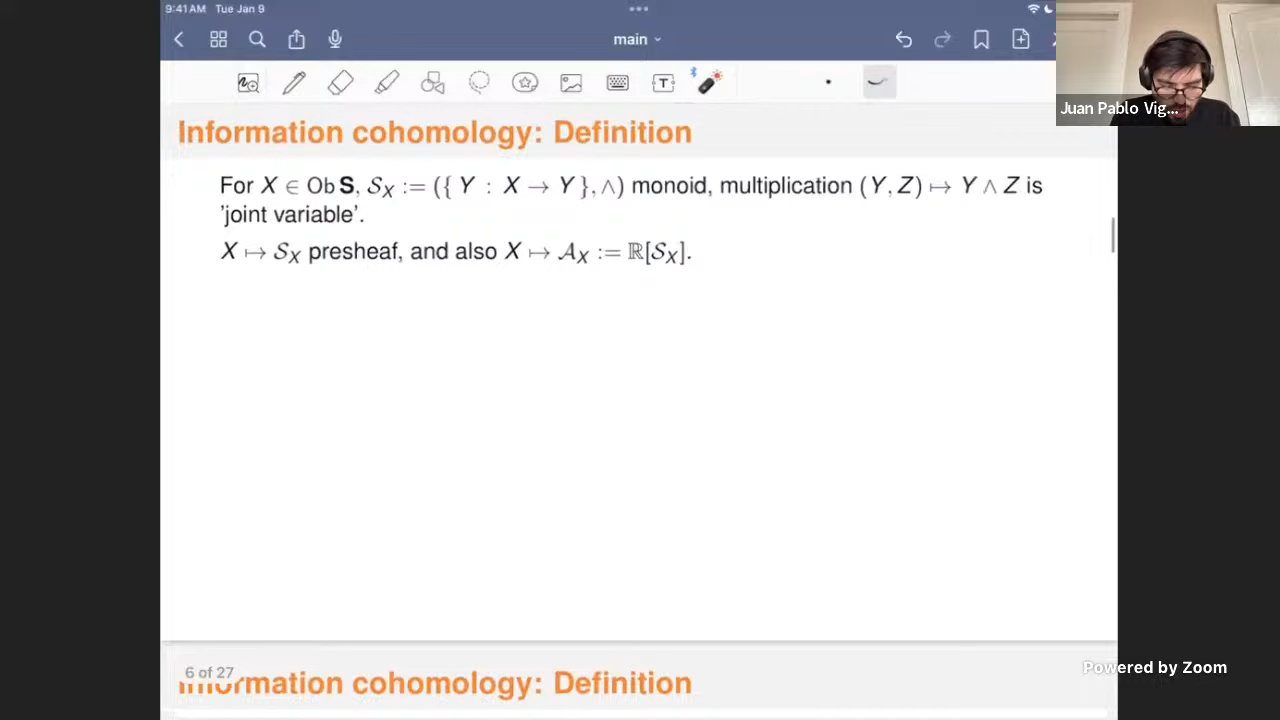 9:41 AM Tue Jan 9
main
Juan Pablo Vig...
Information cohomology: Definition
For X ∈ Ob S, 𝒮_X := ({ Y : X → Y }, ∧) monoid, multiplication (Y, Z) ↦ Y ∧ Z is
'joint variable'.
X ↦ 𝒮_X presheaf, and also X ↦ 𝒜_X := ℝ[𝒮_X].
6 of 27
Information cohomology: Definition
Powered by Zoom